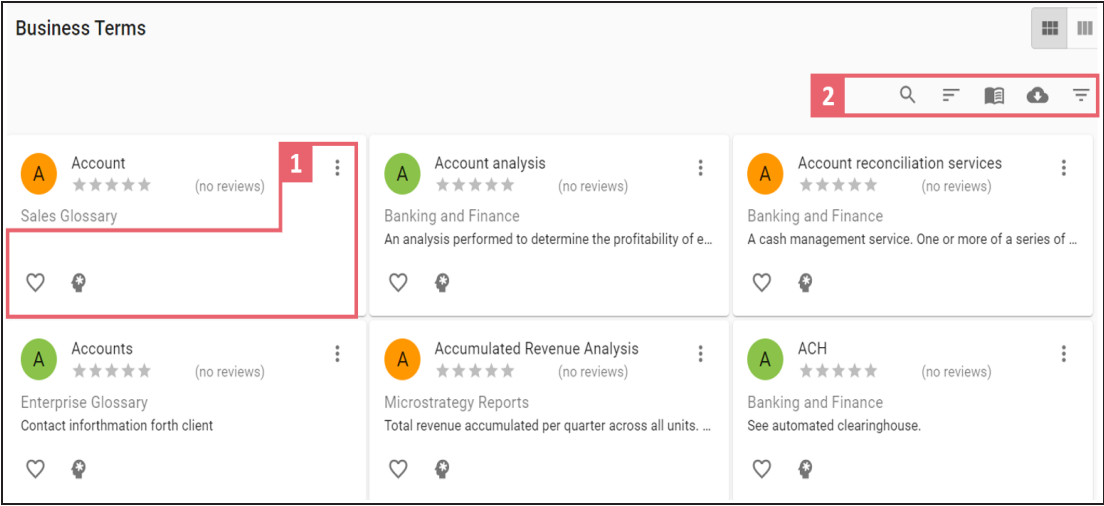 Business Terms
2
A
Account
(no reviews)
1
Sales Glossary
A
Account analysis
(no reviews)
Banking and Finance
An analysis performed to determine the profitability of e...
A
Account reconciliation services
(no reviews)
Banking and Finance
A cash management service. One or more of a series of ...
A
Accounts
(no reviews)
Enterprise Glossary
Contact inforthmation forth client
A
Accumulated Revenue Analysis
(no reviews)
Microstrategy Reports
Total revenue accumulated per quarter across all units. ...
A
ACH
(no reviews)
Banking and Finance
See automated clearinghouse.